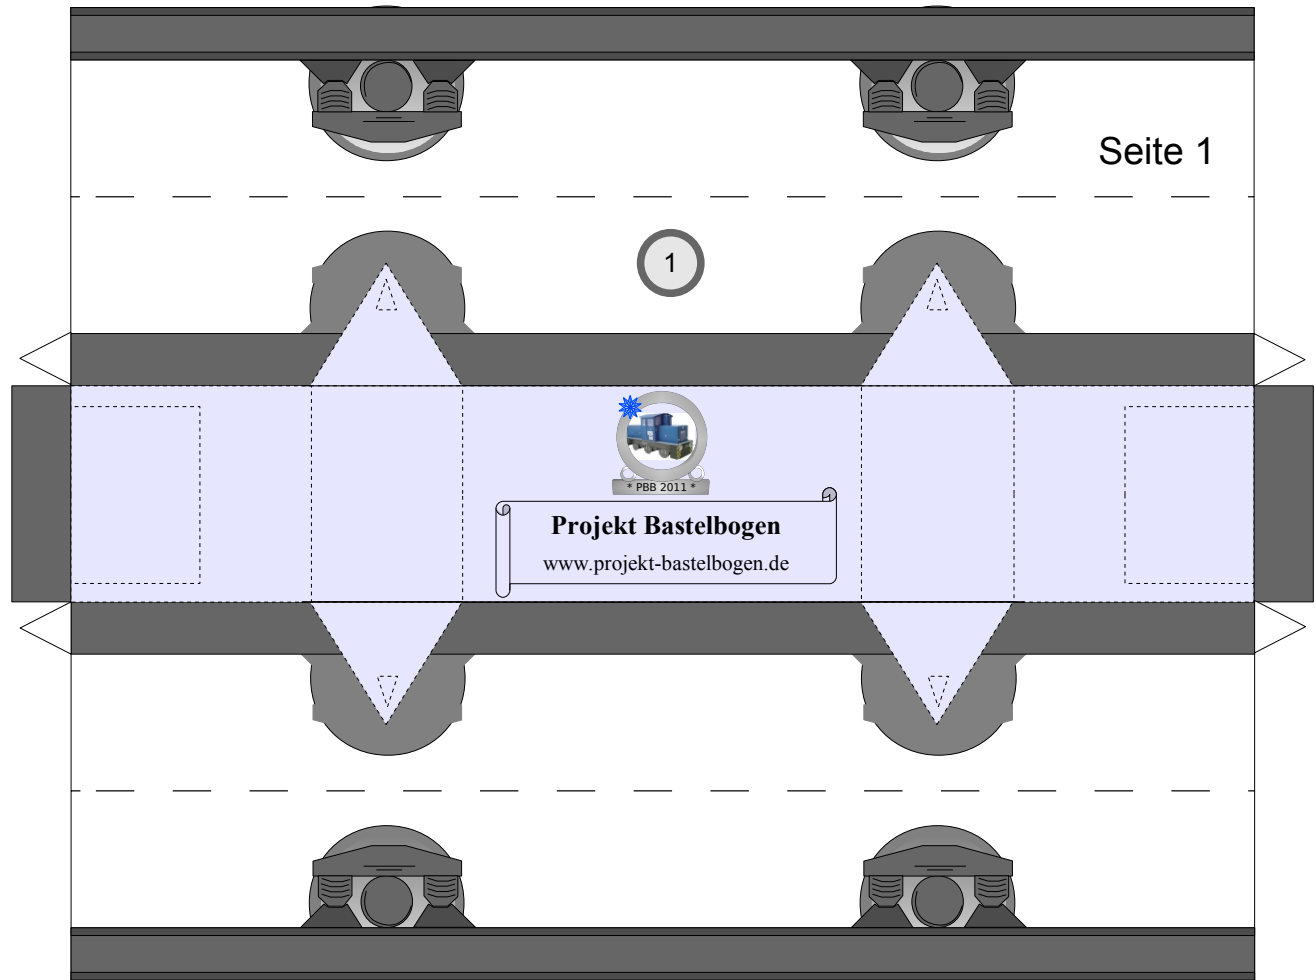 Seite 1
1
* PBB 2011 *
Projekt Bastelbogen
www.projekt-bastelbogen.de